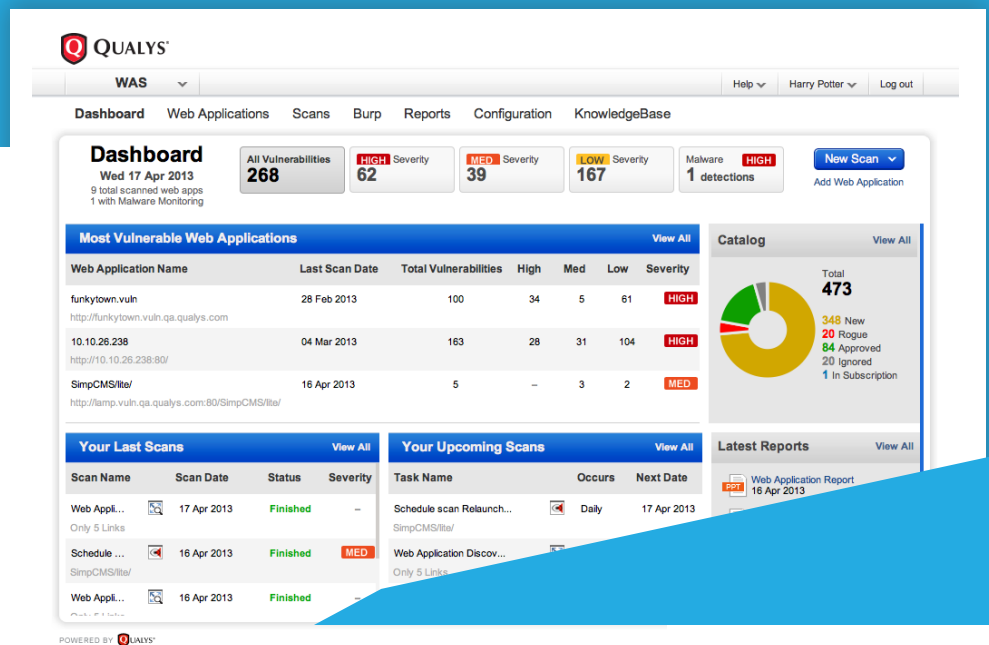 QUALYS®
WAS
Help
Harry Potter
Log out
Dashboard
Web Applications
Scans
Burp
Reports
Configuration
KnowledgeBase
Dashboard
Wed 17 Apr 2013
9 total scanned web apps
1 with Malware Monitoring
All Vulnerabilities
268
HIGH Severity
62
MED Severity
39
LOW Severity
167
Malware HIGH
1 detections
New Scan
Add Web Application
Most Vulnerable Web Applications View All
Web Application Name Last Scan Date Total Vulnerabilities High Med Low Severity
funkytown.vuln 28 Feb 2013 100 34 5 61 HIGH
http://funkytown.vuln.qa.qualys.com
10.10.26.238 04 Mar 2013 163 28 31 104 HIGH
http://10.10.26.238:80/
SimpCMS/lite/ 16 Apr 2013 5 – 3 2 MED
http://lamp.vuln.qa.qualys.com:80/SimpCMS/lite/
Catalog View All
Total
473
348 New
20 Rogue
84 Approved
20 Ignored
1 In Subscription
Your Last Scans View All
Scan Name Scan Date Status Severity
Web Appli... 17 Apr 2013 Finished –
Only 5 Links
Schedule ... 16 Apr 2013 Finished MED
SimpCMS/lite/
Web Appli... 16 Apr 2013 Finished –
Only 5 Links
Your Upcoming Scans View All
Task Name Occurs Next Date
Schedule scan Relaunch... Daily 17 Apr 2013
SimpCMS/lite/
Web Application Discov...
Only 5 Links
Latest Reports View All
PPT Web Application Report
16 Apr 2013
POWERED BY QUALYS®